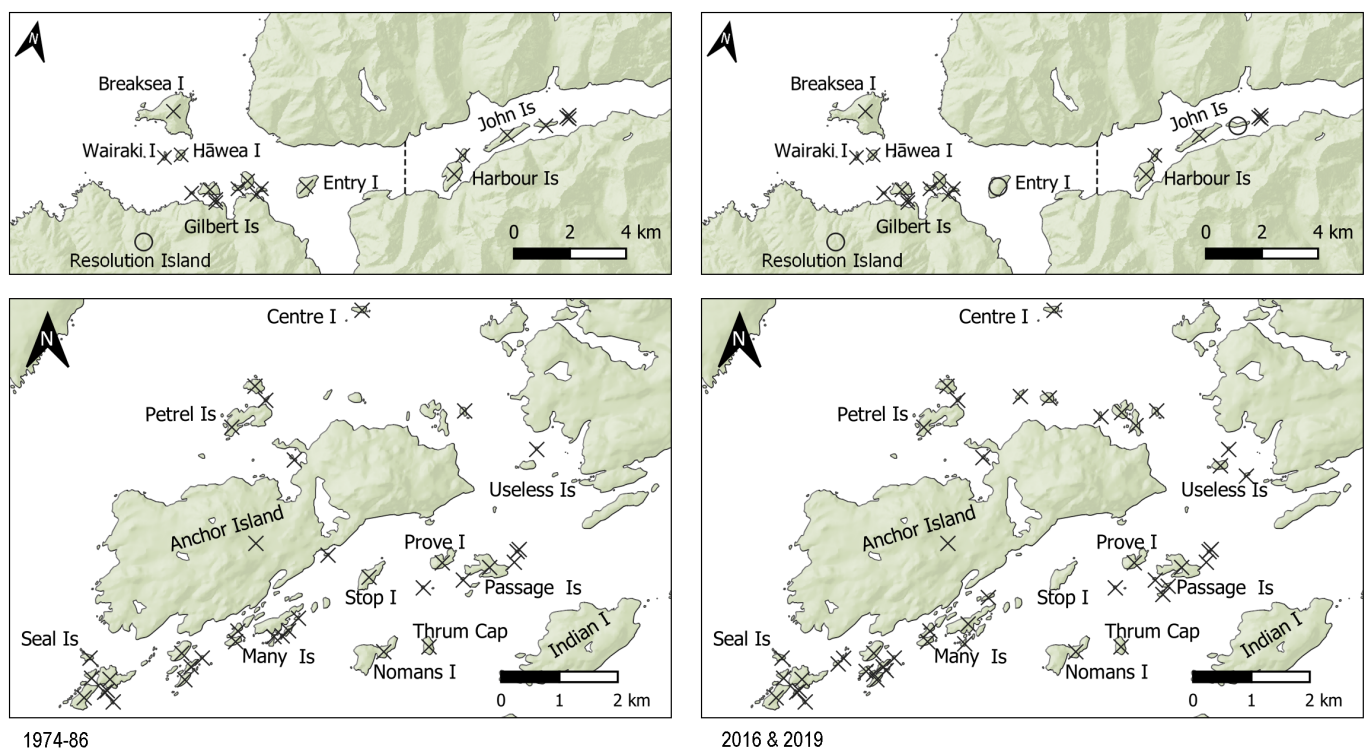 N
Breaksea I
John Is
Wairaki I Hāwea I
Entry I
Harbour Is
Gilbert Is
0 2 4 km
Resolution Island
N
Breaksea I
John Is
Wairaki I Hāwea I
Entry I
Harbour Is
Gilbert Is
0 2 4 km
Resolution Island
N
Centre I
Petrel Is
Useless Is
Anchor Island
Prove I
Passage Is
Stop I
Thrum Cap
Indian I
Seal Is
Many Is
Nomans I
0 1 2 km
N
Centre I
Petrel Is
Useless Is
Anchor Island
Prove I
Passage Is
Stop I
Thrum Cap
Indian I
Seal Is
Many Is
Nomans I
0 1 2 km
1974-86
2016 & 2019